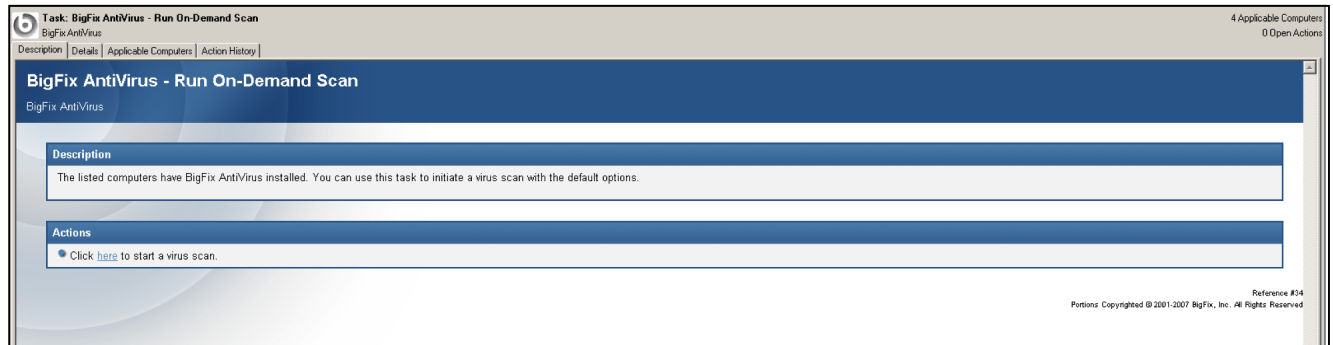 Task: BigFix AntiVirus - Run On-Demand Scan
4 Applicable Computers
BigFix AntiVirus
0 Open Actions
Description Details Applicable Computers Action History
BigFix AntiVirus - Run On-Demand Scan
BigFix AntiVirus
Description
The listed computers have BigFix AntiVirus installed. You can use this task to initiate a virus scan with the default options.
Actions
Click here to start a virus scan.
Reference #34
Portions Copyrighted © 2001-2007 BigFix, Inc. All Rights Reserved